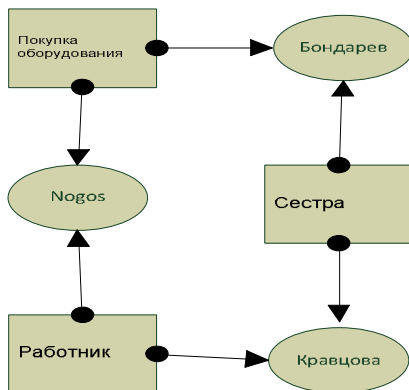 Покупка
оборудования
Бондарев
Nogos
Сестра
Работник
Кравцова